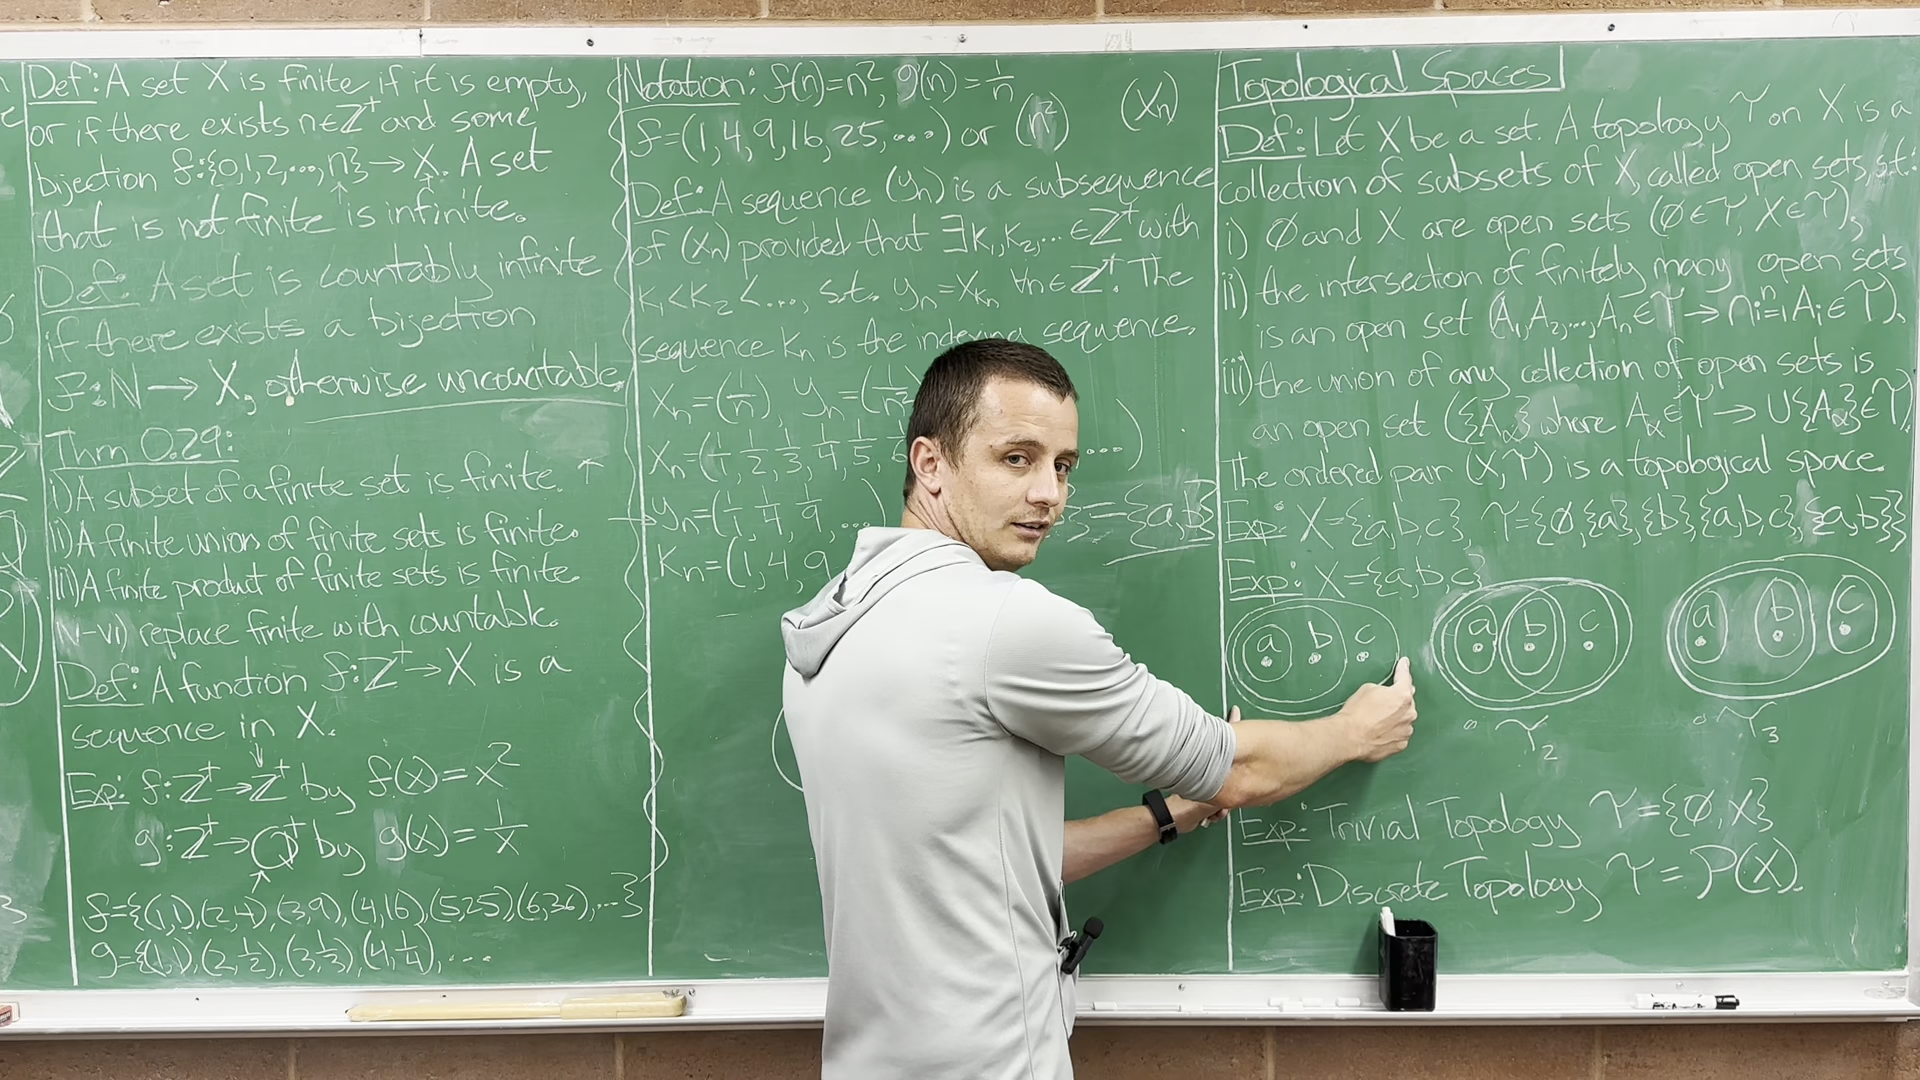 Def: A set X is finite if it is empty,
or if there exists n∈Z⁺ and some
bijection f:{0,1,2,...,n}→X. A set
that is not finite is infinite.
Def: A set is countably infinite
if there exists a bijection
f:N→X, otherwise uncountable.
Thm 0.29:
i) A subset of a finite set is finite.
ii) A finite union of finite sets is finite.
iii) A finite product of finite sets is finite.
iv-vi) replace finite with countable.
Def: A function f:Z⁺→X is a
sequence in X.
Exp: f:Z⁺→Z⁺ by f(x)=x²
g:Z⁺→Q⁺ by g(x)=1/x
f={(1,1),(2,4),(3,9),(4,16),(5,25),(6,36),...}
g={(1,1),(2,1/2),(3,1/3),(4,1/4),...
Notation: f(n)=n², g(n)=1/n
f=(1,4,9,16,25,...) or (n²) (Xn)
Def: A sequence (yn) is a subsequence
of (Xn) provided that ∃K₁,K₂,...∈Z⁺ with
K₁<K₂<..., s.t. yn=X_Kn ∀n∈Z⁺. The
sequence Kn is the indexing sequence.
Xn=(1/n), yn=(1/n²
Xn=(1/1,1/2,1/3,1/4,1/5, ...)
yn=(1/1,1/4,1/9,...) }={a,b}
Kn=(1,4,9
Topological Spaces
Def: Let X be a set. A topology 𝒯 on X is a
collection of subsets of X, called open sets, s.t.
i) ∅ and X are open sets (∅∈𝒯, X∈𝒯),
ii) the intersection of finitely many open sets
is an open set (A₁,A₂,...,An∈𝒯→∩ⁿi=1 Ai∈𝒯),
iii) the union of any collection of open sets is
an open set ({Aα} where Aα∈𝒯→∪{Aα}∈𝒯).
The ordered pair (X,𝒯) is a topological space.
Exp: X={a,b,c}, 𝒯={∅,{a},{b},{a,b,c},{a,b}}
Exp: X={a,b,c}
a b c a b c a b c
𝒯₂ 𝒯₃
Exp: Trivial Topology 𝒯={∅,X}
Exp: Discrete Topology 𝒯=P(X).